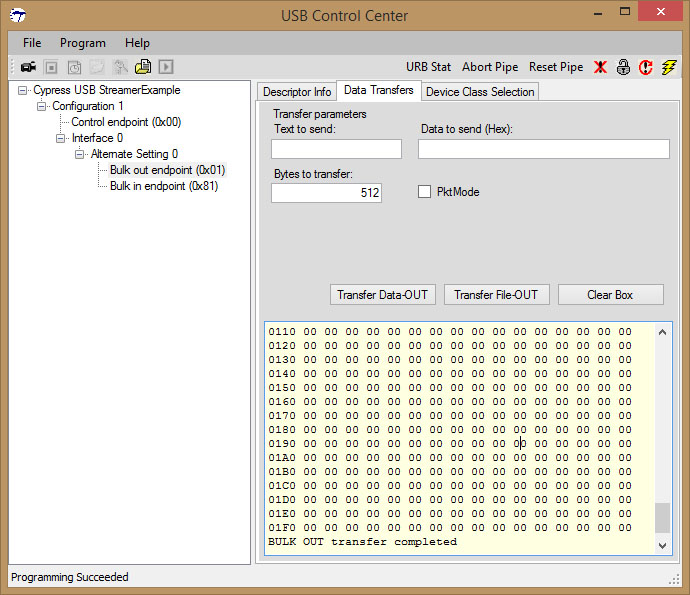 USB Control Center
File Program Help
URB Stat Abort Pipe Reset Pipe
Cypress USB StreamerExample
Configuration 1
Control endpoint (0x00)
Interface 0
Alternate Setting 0
Bulk out endpoint (0x01)
Bulk in endpoint (0x81)
Descriptor Info Data Transfers Device Class Selection
Transfer parameters
Text to send: Data to send (Hex):
Bytes to transfer:
512 PktMode
Transfer Data-OUT Transfer File-OUT Clear Box
0110 00 00 00 00 00 00 00 00 00 00 00 00 00 00 00 00
0120 00 00 00 00 00 00 00 00 00 00 00 00 00 00 00 00
0130 00 00 00 00 00 00 00 00 00 00 00 00 00 00 00 00
0140 00 00 00 00 00 00 00 00 00 00 00 00 00 00 00 00
0150 00 00 00 00 00 00 00 00 00 00 00 00 00 00 00 00
0160 00 00 00 00 00 00 00 00 00 00 00 00 00 00 00 00
0170 00 00 00 00 00 00 00 00 00 00 00 00 00 00 00 00
0180 00 00 00 00 00 00 00 00 00 00 00 00 00 00 00 00
0190 00 00 00 00 00 00 00 00 00 00 00 00 00 00 00 00
01A0 00 00 00 00 00 00 00 00 00 00 00 00 00 00 00 00
01B0 00 00 00 00 00 00 00 00 00 00 00 00 00 00 00 00
01C0 00 00 00 00 00 00 00 00 00 00 00 00 00 00 00 00
01D0 00 00 00 00 00 00 00 00 00 00 00 00 00 00 00 00
01E0 00 00 00 00 00 00 00 00 00 00 00 00 00 00 00 00
01F0 00 00 00 00 00 00 00 00 00 00 00 00 00 00 00 00
BULK OUT transfer completed
Programming Succeeded